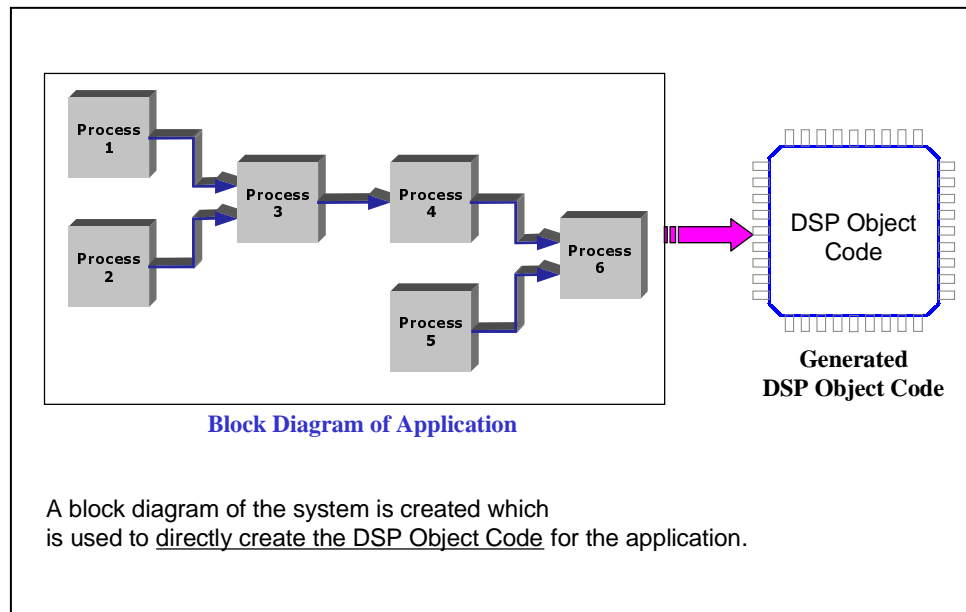 Process
1
Process
2
Process
3
Process
4
Process
5
Process
6
DSP Object
Code
Generated
DSP Object Code
Block Diagram of Application
A block diagram of the system is created which
is used to directly create the DSP Object Code for the application.